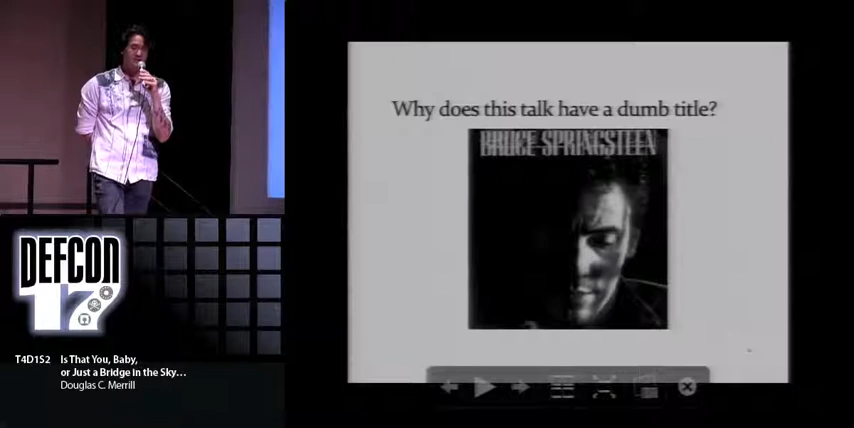 Why does this talk have a dumb title?
BRUCE SPRINGSTEEN
DEFCON
17
T4D1S2 Is That You, Baby,
or Just a Bridge in the Sky...
Douglas C. Merrill